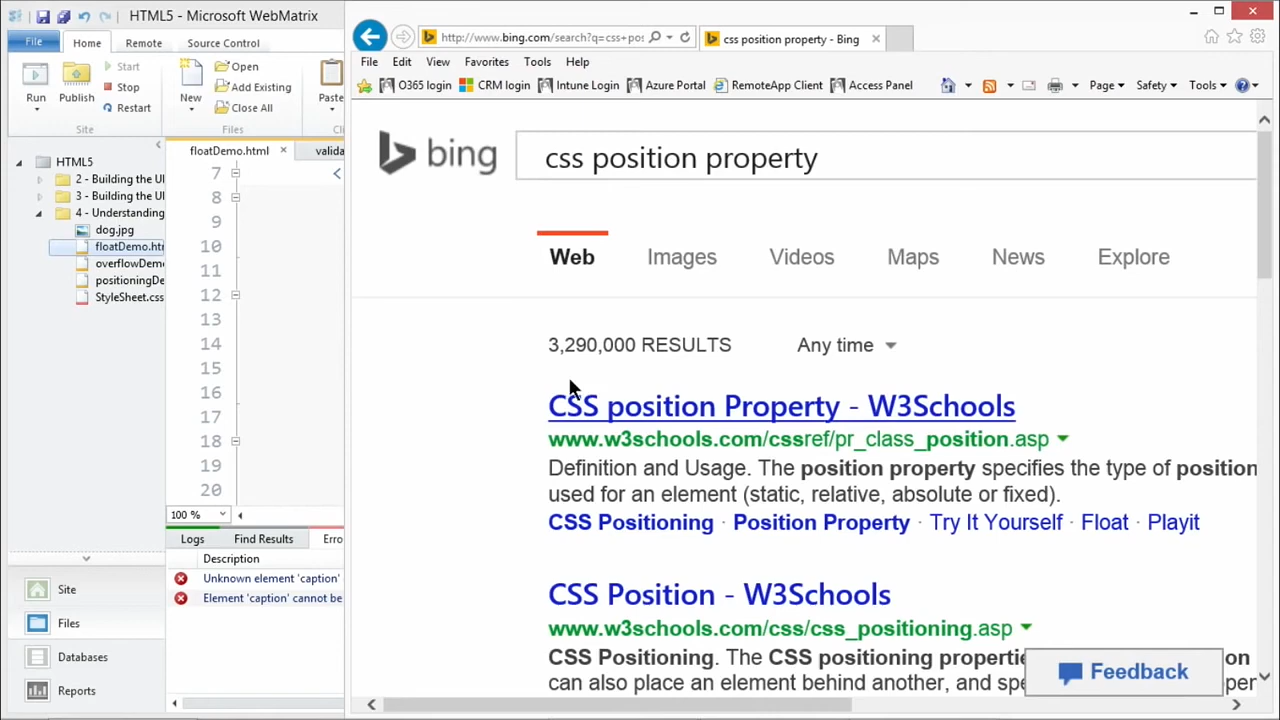 HTML5 - Microsoft WebMatrix
File
Home
Remote
Source Control
Run
Publish
Start
Stop
Restart
Site
New
Open
Add Existing
Close All
Files
Paste
floatDemo.html
valida
HTML5
2 - Building the UI
3 - Building the UI
4 - Understanding
dog.jpg
floatDemo.ht
overflowDem
positioningDe
StyleSheet.css
7
<
8
9
10
11
12
13
14
15
16
17
18
19
20
100 %
Logs
Find Results
Erro
Description
Unknown element 'caption'
Element 'caption' cannot be
Site
Files
Databases
Reports
http://www.bing.com/search?q=css+pos
css position property - Bing
File Edit View Favorites Tools Help
O365 login
CRM login
Intune Login
Azure Portal
RemoteApp Client
Access Panel
Page
Safety
Tools
bing
css position property
Web Images Videos Maps News Explore
3,290,000 RESULTS
Any time
CSS position Property - W3Schools
www.w3schools.com/cssref/pr_class_position.asp
Definition and Usage. The position property specifies the type of position
used for an element (static, relative, absolute or fixed).
CSS Positioning · Position Property · Try It Yourself · Float · Playit
CSS Position - W3Schools
www.w3schools.com/css/css_positioning.asp
CSS Positioning. The CSS positioning properti on
can also place an element behind another, and spe per
Feedback